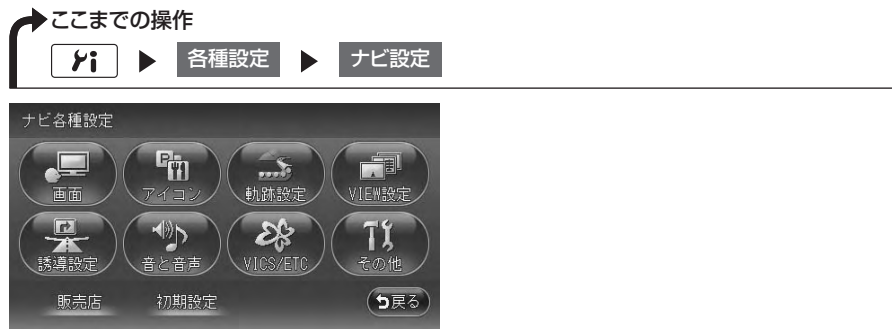 ここまでの操作
各種設定 ナビ設定
ナビ各種設定
画面 アイコン 軌跡設定 VIEW設定
誘導設定 音と音声 VICS/ETC その他
販売店 初期設定 戻る